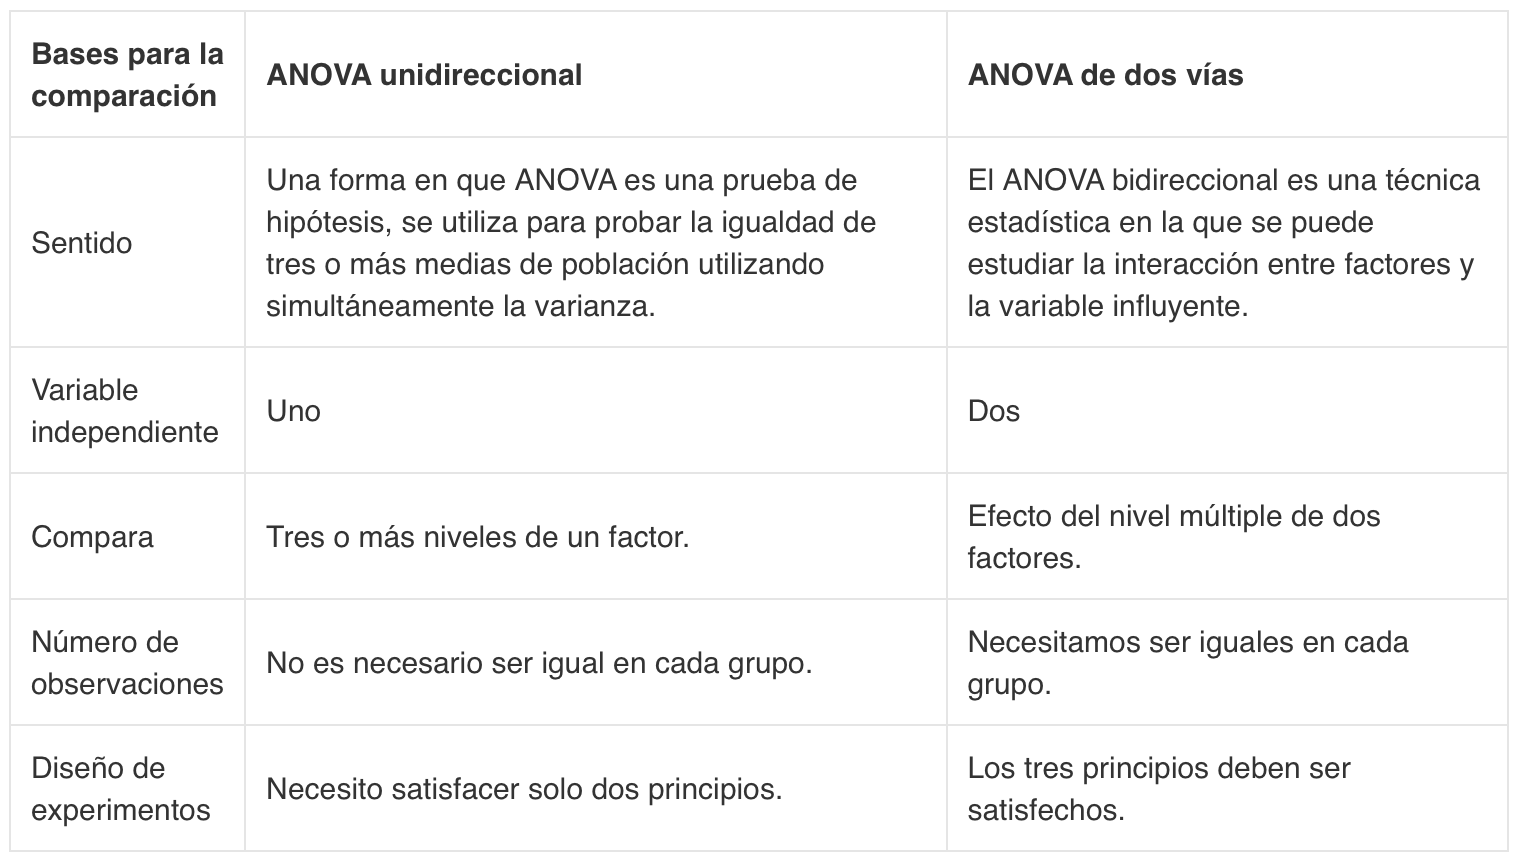 Bases para la
comparación
ANOVA unidireccional
ANOVA de dos vías
Sentido
Una forma en que ANOVA es una prueba de
hipótesis, se utiliza para probar la igualdad de
tres o más medias de población utilizando
simultáneamente la varianza.
El ANOVA bidireccional es una técnica
estadística en la que se puede
estudiar la interacción entre factores y
la variable influyente.
Variable
independiente
Uno
Dos
Compara
Tres o más niveles de un factor.
Efecto del nivel múltiple de dos
factores.
Número de
observaciones
No es necesario ser igual en cada grupo.
Necesitamos ser iguales en cada
grupo.
Diseño de
experimentos
Necesito satisfacer solo dos principios.
Los tres principios deben ser
satisfechos.